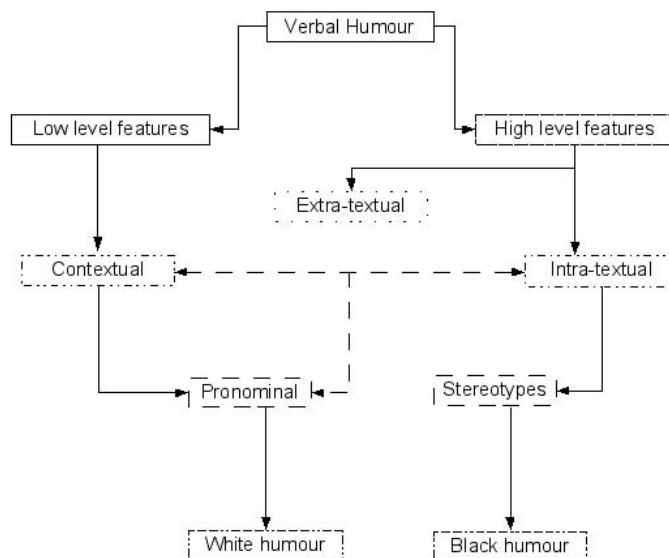 Verbal Humour
Low level features
High level features
Extra-textual
Contextual
Intra-textual
Pronominal
Stereotypes
White humour
Black humour